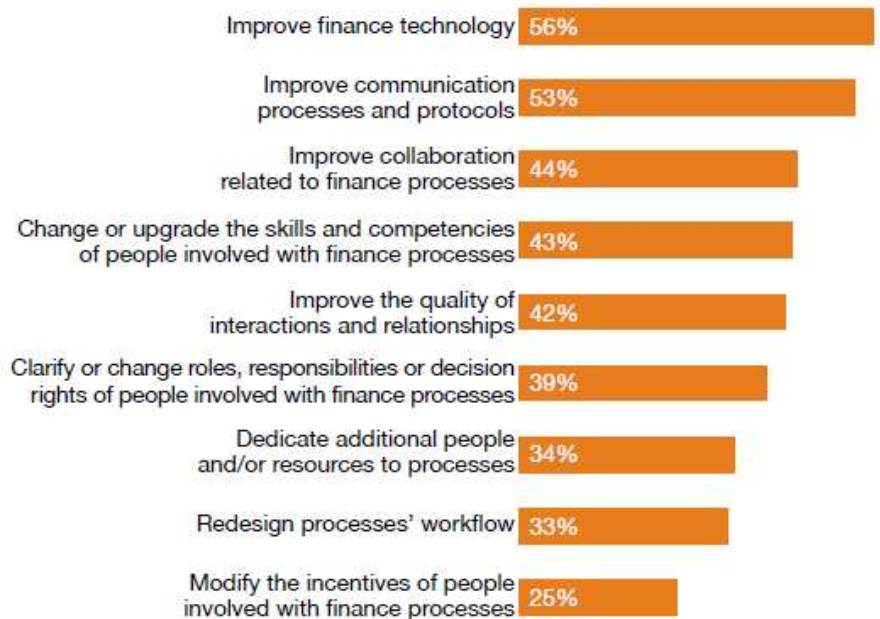 Improve finance technology 56%
Improve communication
processes and protocols 53%
Improve collaboration
related to finance processes 44%
Change or upgrade the skills and competencies
of people involved with finance processes 43%
Improve the quality of
interactions and relationships 42%
Clarify or change roles, responsibilities or decision
rights of people involved with finance processes 39%
Dedicate additional people
and/or resources to processes 34%
Redesign processes’ workflow 33%
Modify the incentives of people
involved with finance processes 25%